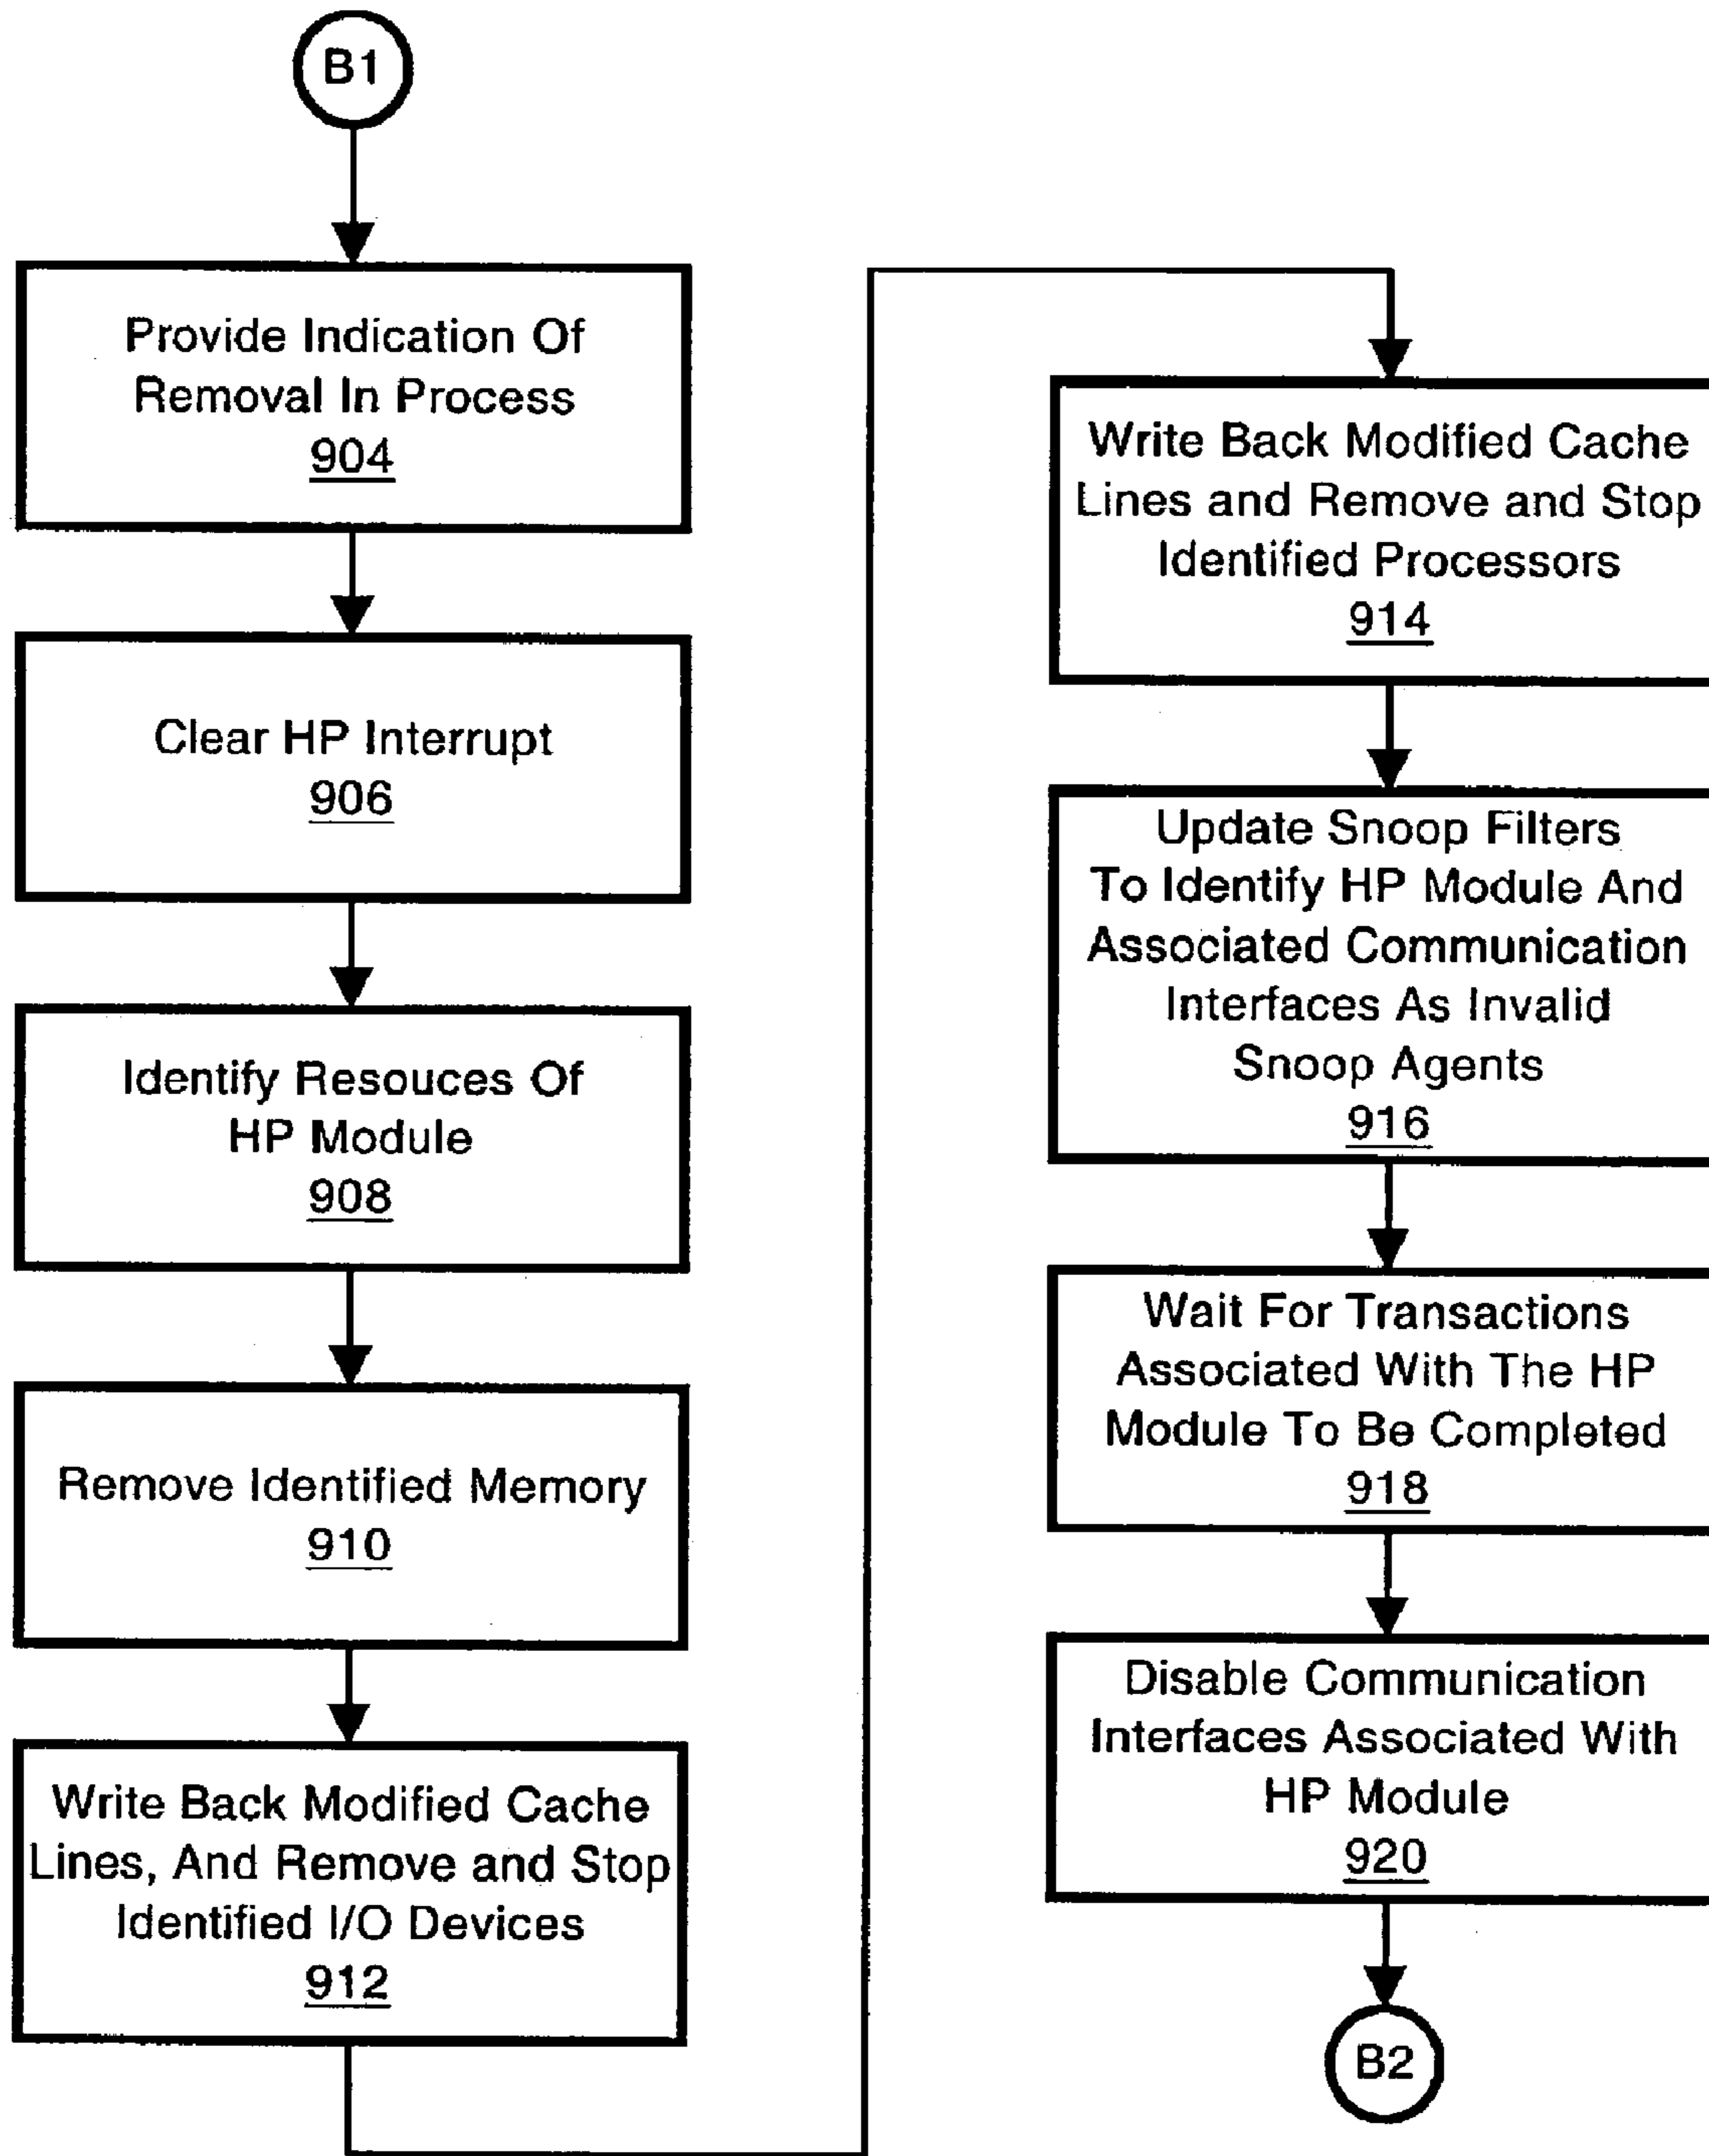 B1
Provide Indication Of
Removal In Process
904
Clear HP Interrupt
906
Identify Resouces Of
HP Module
908
Remove Identified Memory
910
Write Back Modified Cache
Lines, And Remove and Stop
Identified I/O Devices
912
Write Back Modified Cache
Lines and Remove and Stop
Identified Processors
914
Update Snoop Filters
To Identify HP Module And
Associated Communication
Interfaces As Invalid
Snoop Agents
916
Wait For Transactions
Associated With The HP
Module To Be Completed
918
Disable Communication
Interfaces Associated With
HP Module
920
B2